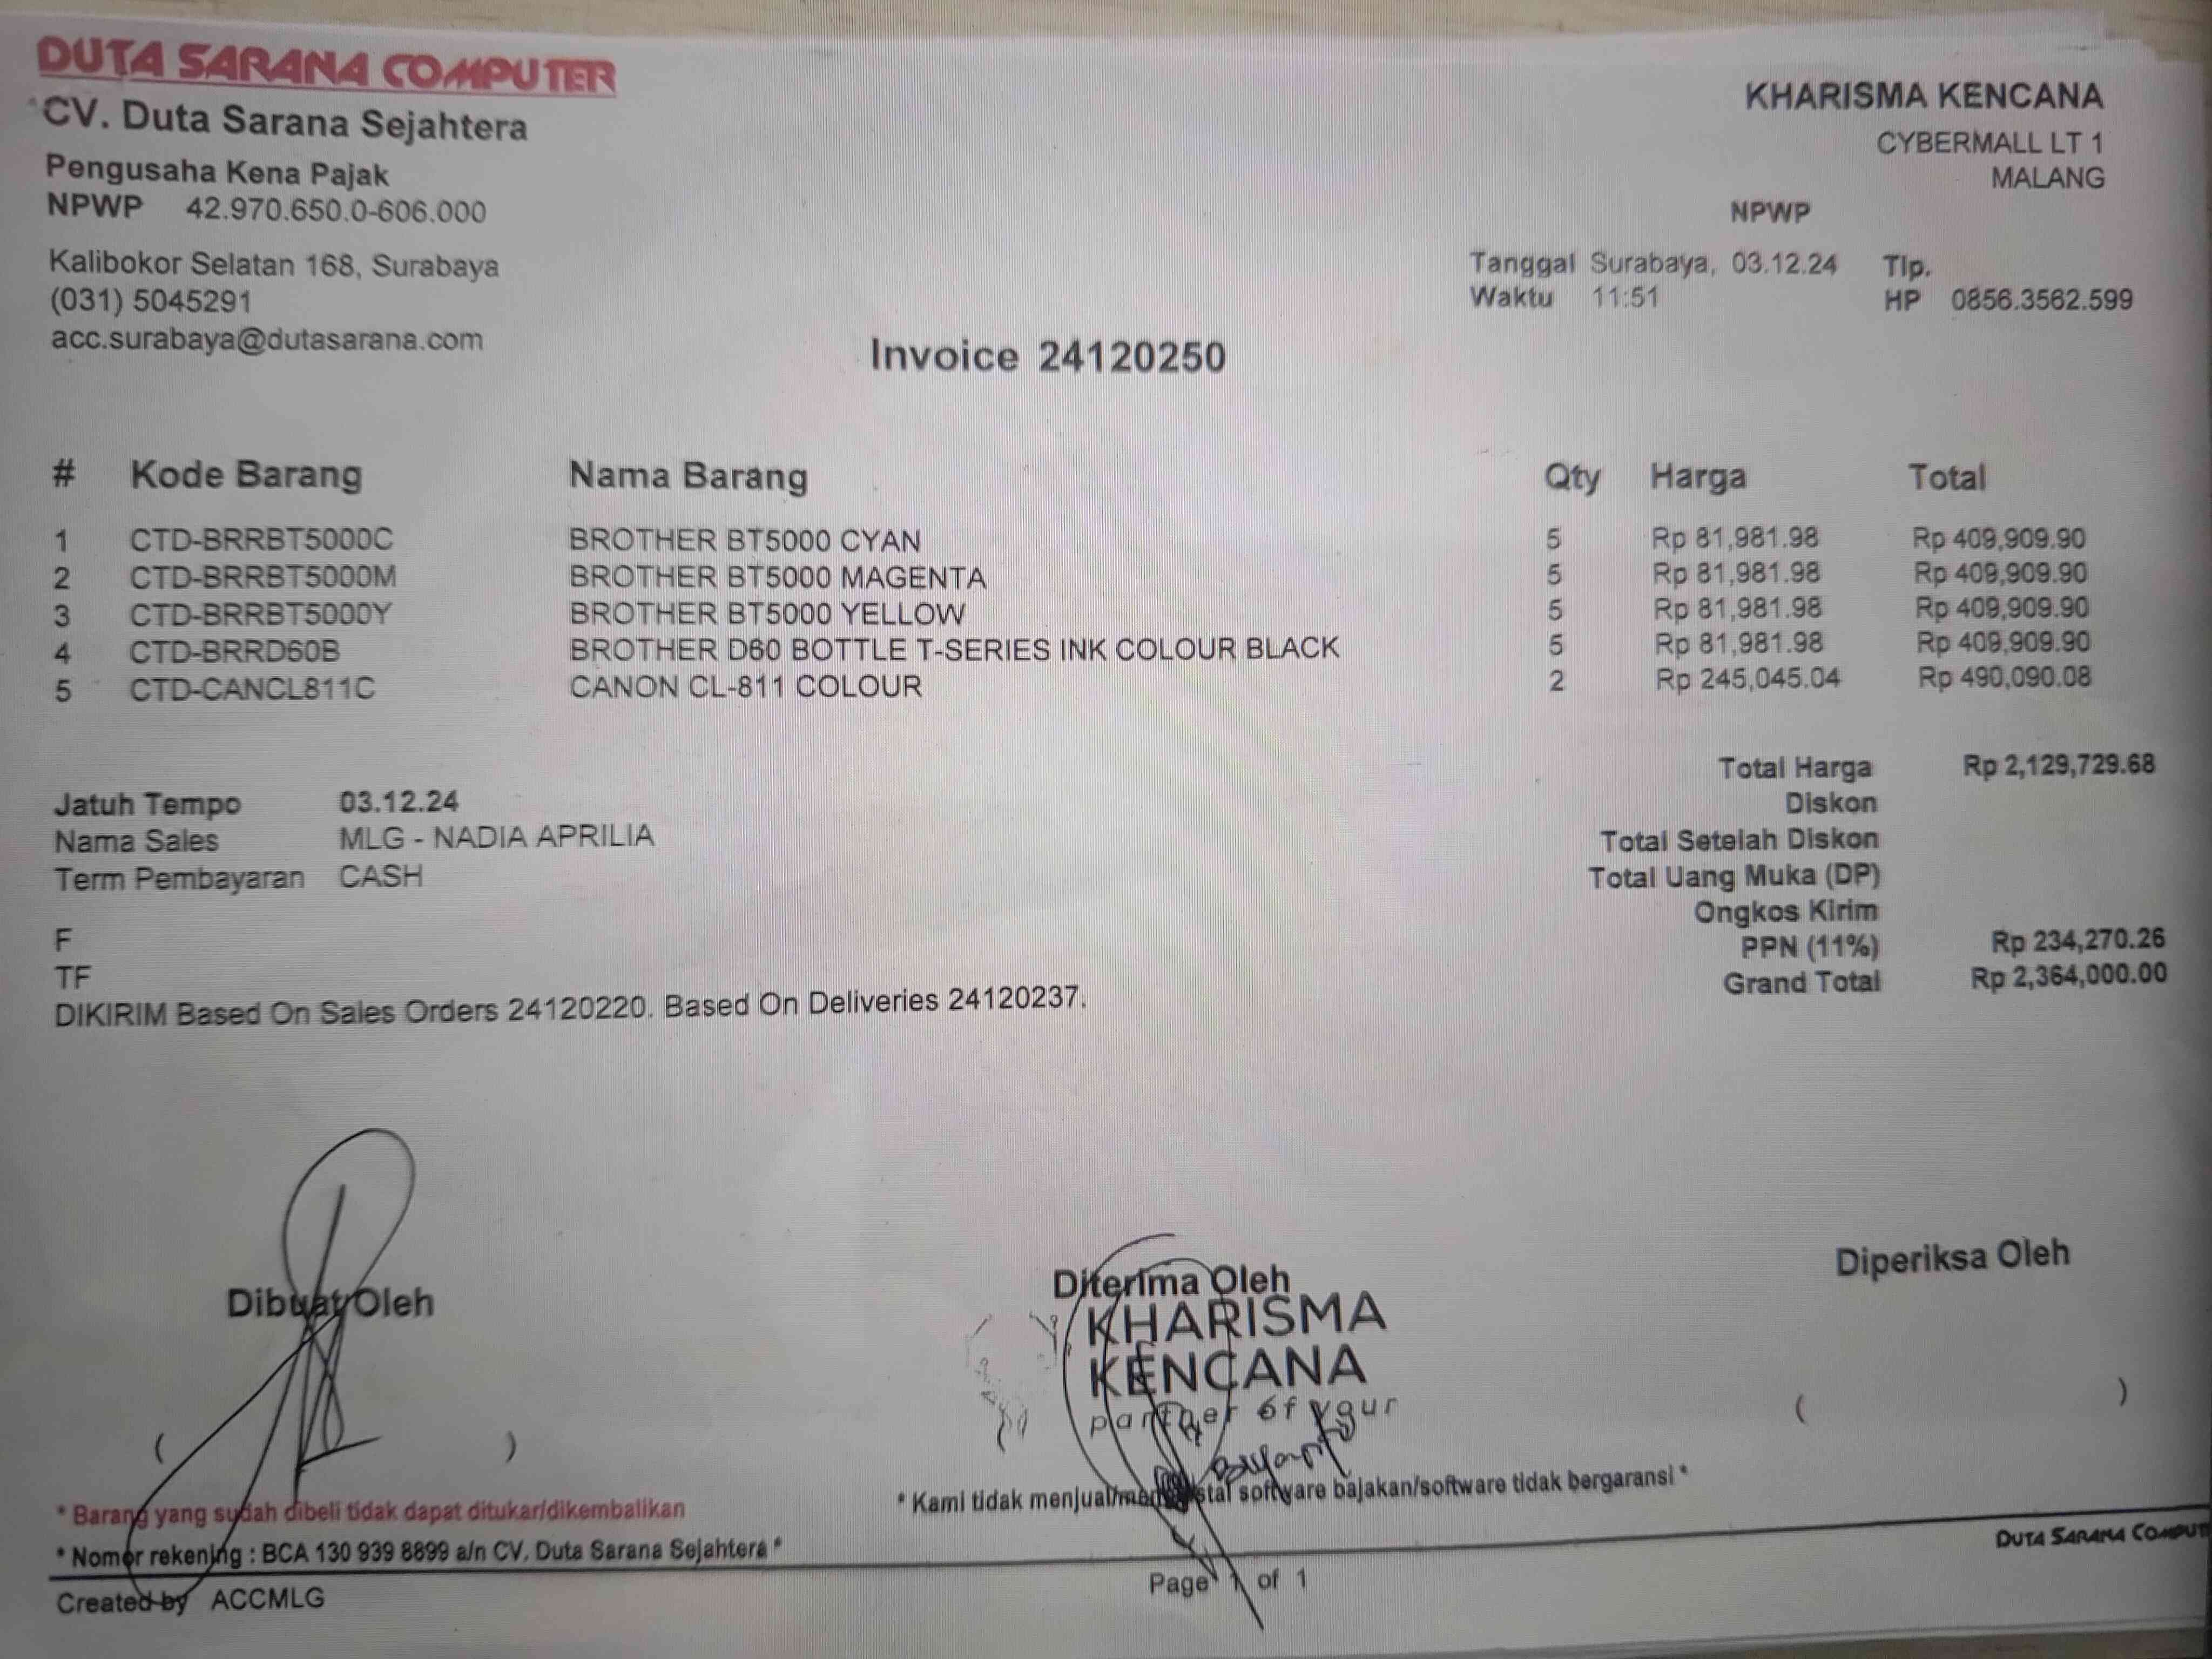 DUTA SARANA COMPUTER
CV. Duta Sarana Sejahtera
Pengusaha Kena Pajak
NPWP 42.970.650.0-606.000
Kalibokor Selatan 168, Surabaya
(031) 5045291
acc.surabaya@dutasarana.com
KHARISMA KENCANA
CYBERMALL LT 1
MALANG
NPWP
Tanggal Surabaya, 03.12.24 Tlp.
Waktu 11:51 HP 0856.3562.599
Invoice 24120250
# Kode Barang Nama Barang Qty Harga Total
1 CTD-BRRBT5000C BROTHER BT5000 CYAN 5 Rp 81,981.98 Rp 409,909.90
2 CTD-BRRBT5000M BROTHER BT5000 MAGENTA 5 Rp 81,981.98 Rp 409,909.90
3 CTD-BRRBT5000Y BROTHER BT5000 YELLOW 5 Rp 81,981.98 Rp 409,909.90
4 CTD-BRRD60B BROTHER D60 BOTTLE T-SERIES INK COLOUR BLACK 5 Rp 81,981.98 Rp 409,909.90
5 CTD-CANCL811C CANON CL-811 COLOUR 2 Rp 245,045.04 Rp 490,090.08
Total Harga Rp 2,129,729.68
Diskon
Total Setelah Diskon
Total Uang Muka (DP)
Ongkos Kirim
PPN (11%) Rp 234,270.26
Grand Total Rp 2,364,000.00
Jatuh Tempo 03.12.24
Nama Sales MLG - NADIA APRILIA
Term Pembayaran CASH
F
TF
DIKIRIM Based On Sales Orders 24120220. Based On Deliveries 24120237.
Dibuat Oleh
Diterima Oleh
Diperiksa Oleh
KHARISMA
KENCANA
partner of your
( )
( )
* Barang yang sudah dibeli tidak dapat ditukar/dikembalikan
* Kami tidak menjual/menginstal software bajakan/software tidak bergaransi *
* Nomor rekening : BCA 130 939 8899 a/n CV. Duta Sarana Sejahtera *
DUTA SARANA COMPUT
Created by ACCMLG
Page 1 of 1